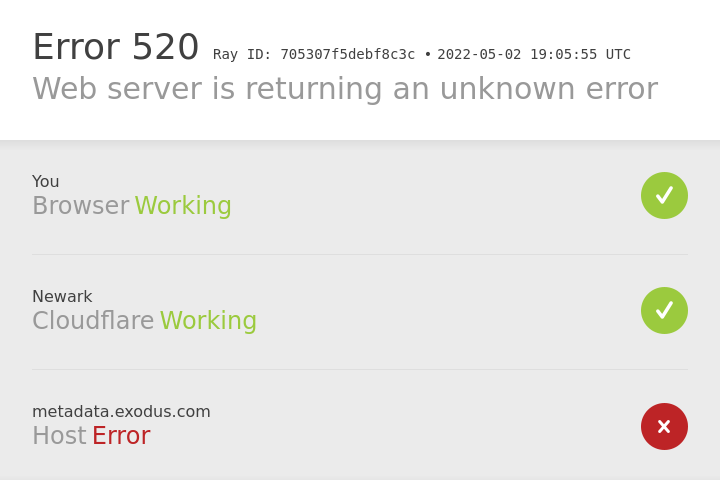 Error 520 Ray ID: 705307f5debf8c3c • 2022-05-02 19:05:55 UTC
Web server is returning an unknown error
You
Browser Working
Newark
Cloudflare Working
metadata.exodus.com
Host Error